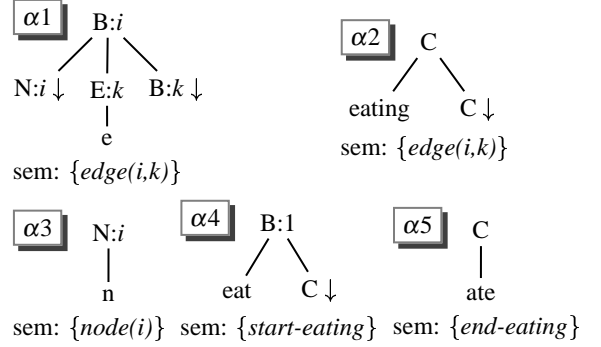 α1
B:i
N:i↓ E:k B:k↓
e
sem: {edge(i,k)}
α2
C
eating C↓
sem: {edge(i,k)}
α3
N:i
n
sem: {node(i)}
α4
B:1
eat C↓
sem: {start-eating}
α5
C
ate
sem: {end-eating}